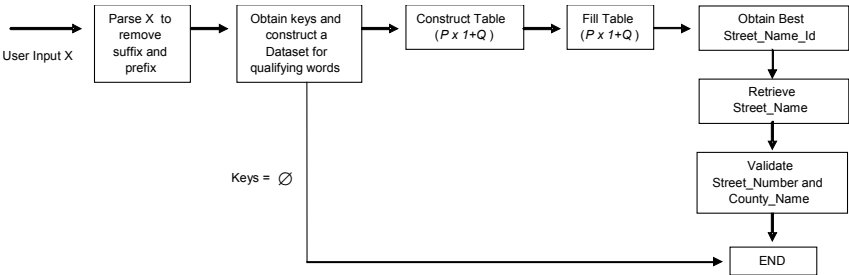 User Input X
Parse X to
remove
suffix and
prefix
Obtain keys and
construct a
Dataset for
qualifying words
Construct Table
(P x 1+Q )
Fill Table
(P x 1+Q )
Obtain Best
Street_Name_Id
Retrieve
Street_Name
Validate
Street_Number and
County_Name
Keys = ∅
END